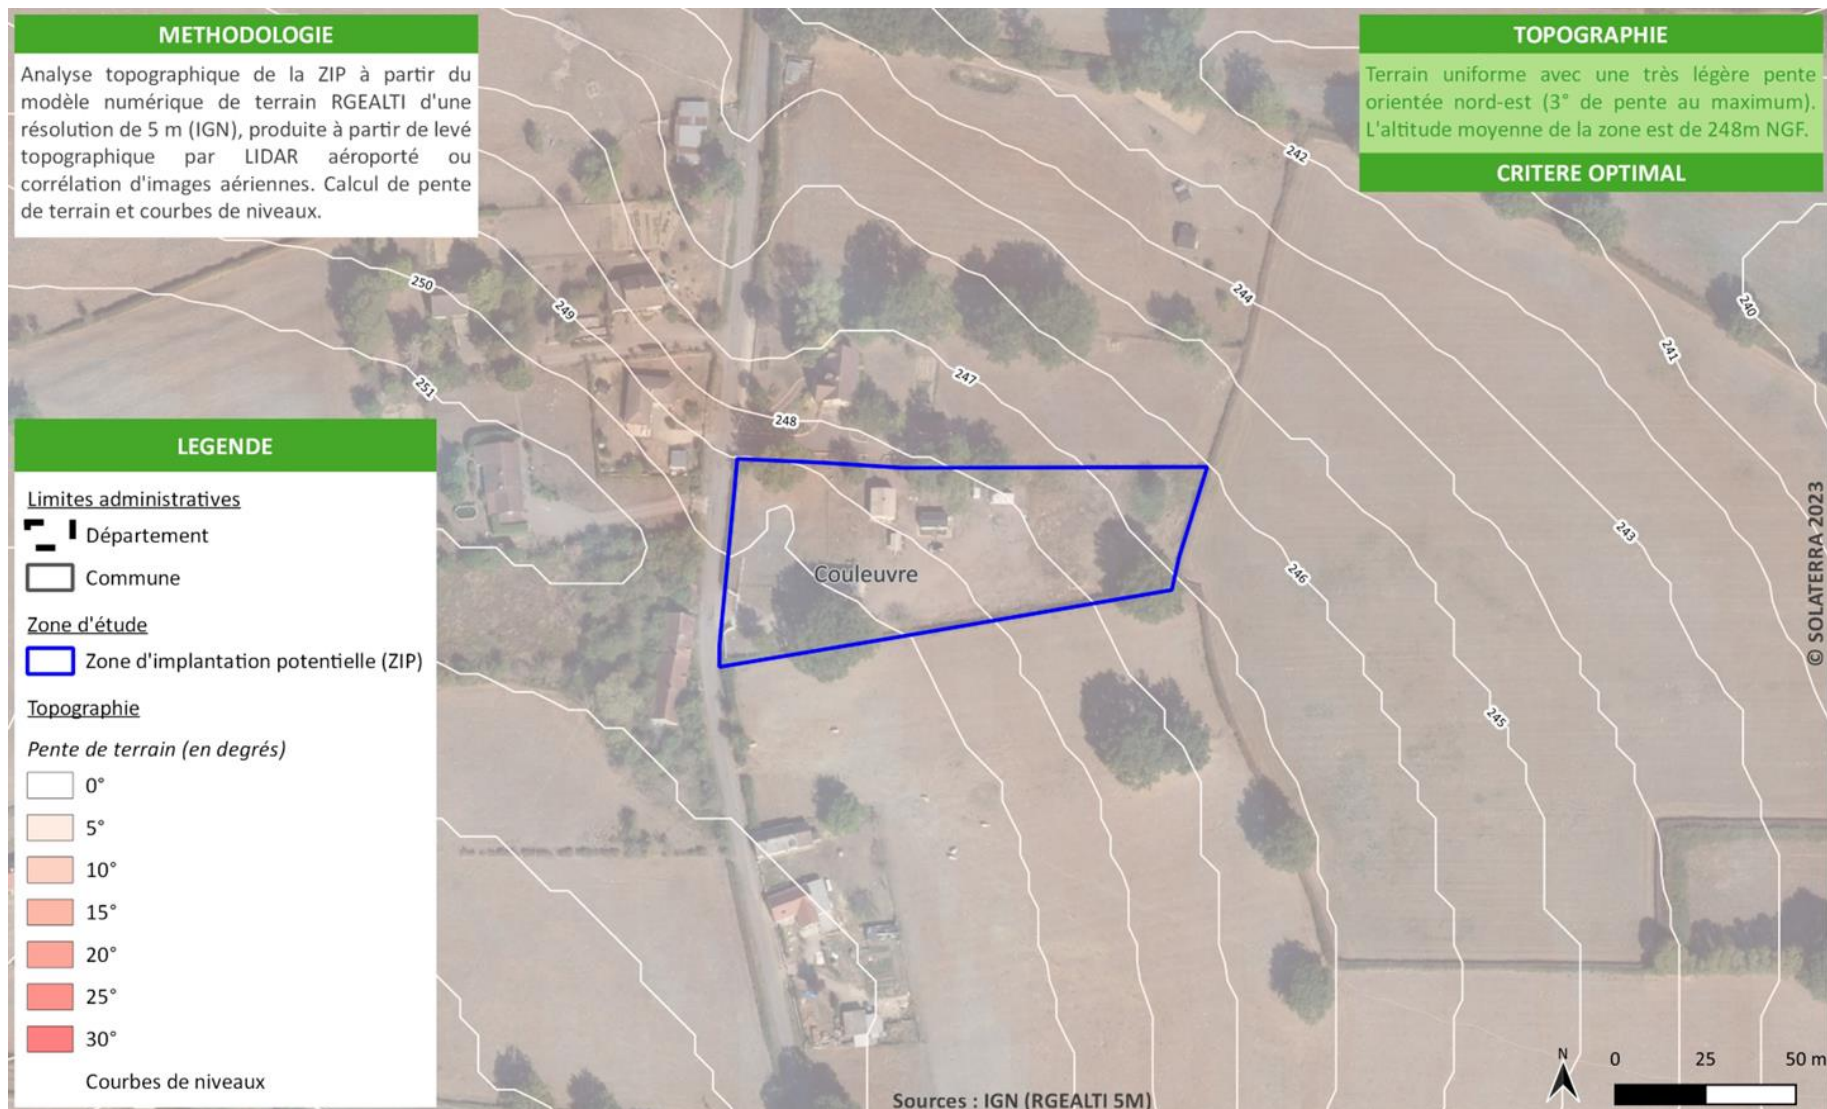 METHODOLOGIE
Analyse topographique de la ZIP à partir du
modèle numérique de terrain RGEALTI d'une
résolution de 5 m (IGN), produite à partir de levé
topographique par LIDAR aéroporté ou
corrélation d'images aériennes. Calcul de pente
de terrain et courbes de niveaux.
TOPOGRAPHIE
Terrain uniforme avec une très légère pente
orientée nord-est (3° de pente au maximum).
L'altitude moyenne de la zone est de 248m NGF.
CRITERE OPTIMAL
242
250
249
244
240
241
251
247
248
LEGENDE
Limites administratives
Département
Commune
Zone d'étude
Zone d'implantation potentielle (ZIP)
Topographie
Pente de terrain (en degrés)
0°
5°
10°
15°
20°
25°
30°
Courbes de niveaux
Couleuvre
243
246
245
© SOLATERRA 2023
N
0 25 50 m
Sources : IGN (RGEALTI 5M)